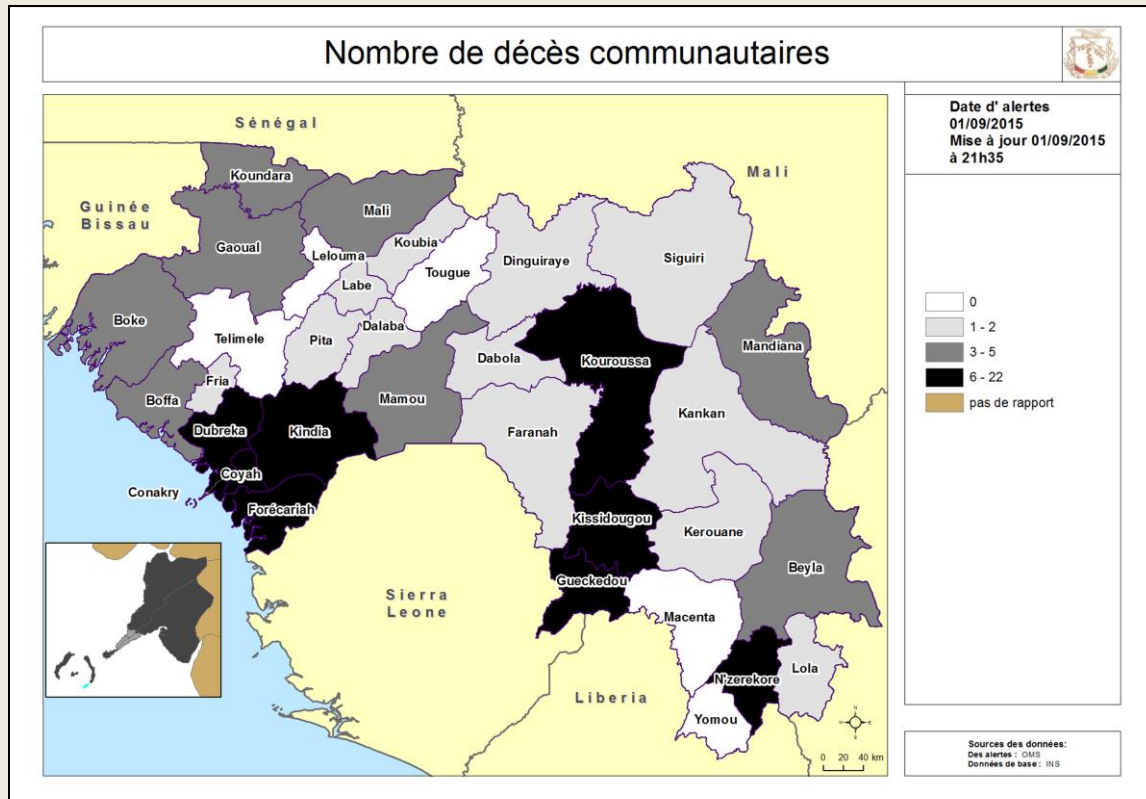 Nombre de décès communautaires
Date d' alertes
01/09/2015
Mise à jour 01/09/2015
à 21h35
0
1 - 2
3 - 5
6 - 22
pas de rapport
Sénégal
Mali
Guinée
Bissau
Koundara
Mali
Gaoual
Koubia
Lelouma
Tougue
Dinguiraye
Siguiri
Labe
Boke
Telimele
Pita
Dalaba
Dabola
Kouroussa
Mandiana
Fria
Boffa
Mamou
Kankan
Dubreka
Kindia
Faranah
Coyah
Conakry
Forécariah
Kissidougou
Kerouane
Beyla
Gueckedou
Sierra
Leone
Macenta
Lola
N'zerekore
Liberia
Yomou
0 20 40 km
Sources des données:
Des alertes : OMS
Données de base : INS